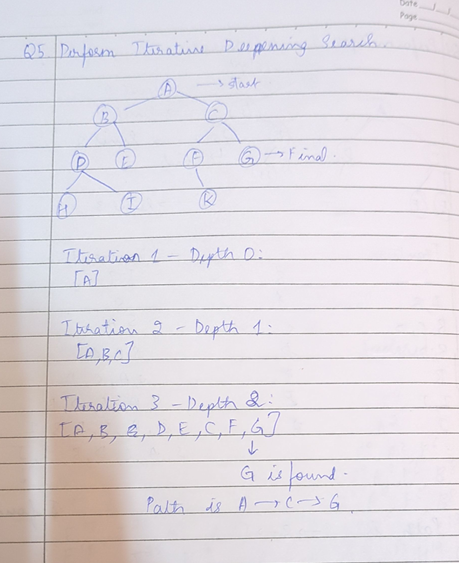 Date
Page
Q5 Perform Iterative Deepening Search.
A → start
B C
D E F G → Final.
H I K
Iteration 1 - Depth 0:
[A]
Iteration 2 - Depth 1:
[A,B,C]
Iteration 3 - Depth 2:
[A, B, D, E, C, F, G]
↓
G is found.
Path is A → C → G.